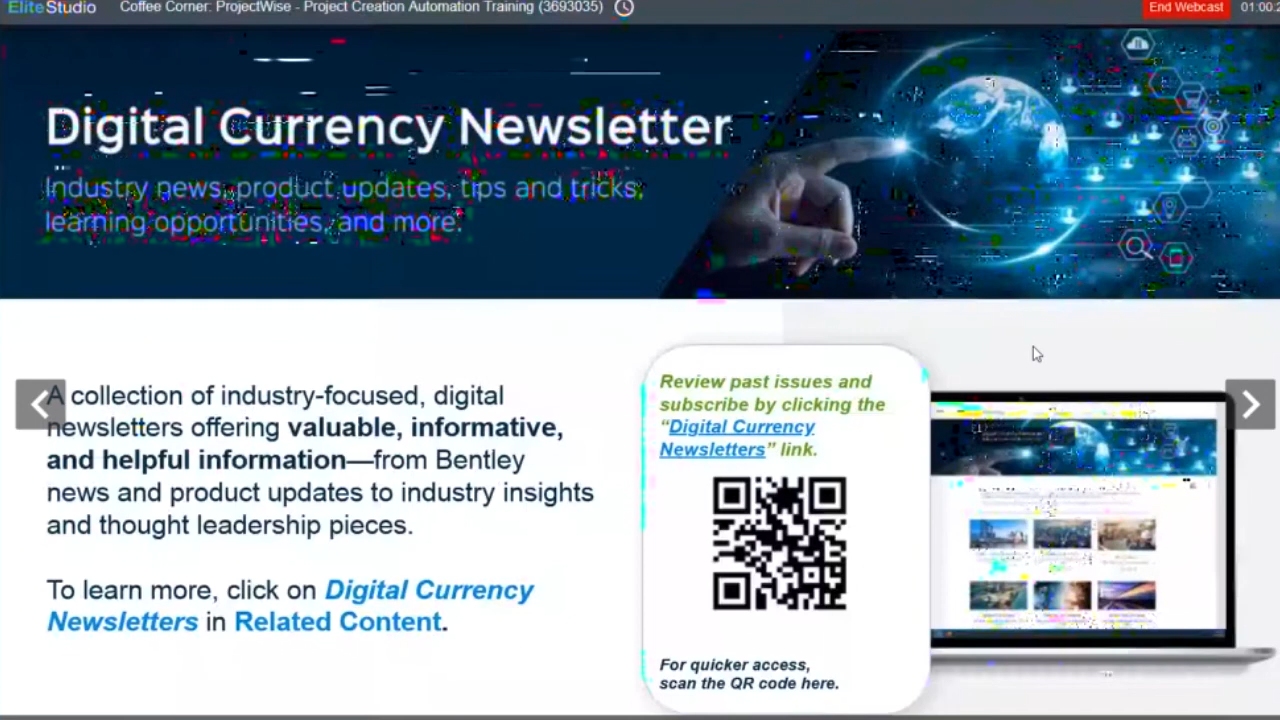 EliteStudio Coffee Corner: ProjectWise - Project Creation Automation Training (3693035) End Webcast 01:00:2
Digital Currency Newsletter
Industry news, product updates, tips and tricks,
learning opportunities, and more.
A collection of industry-focused, digital
newsletters offering valuable, informative,
and helpful information—from Bentley
news and product updates to industry insights
and thought leadership pieces.
To learn more, click on Digital Currency
Newsletters in Related Content.
Review past issues and
subscribe by clicking the
“Digital Currency
Newsletters” link.
For quicker access,
scan the QR code here.